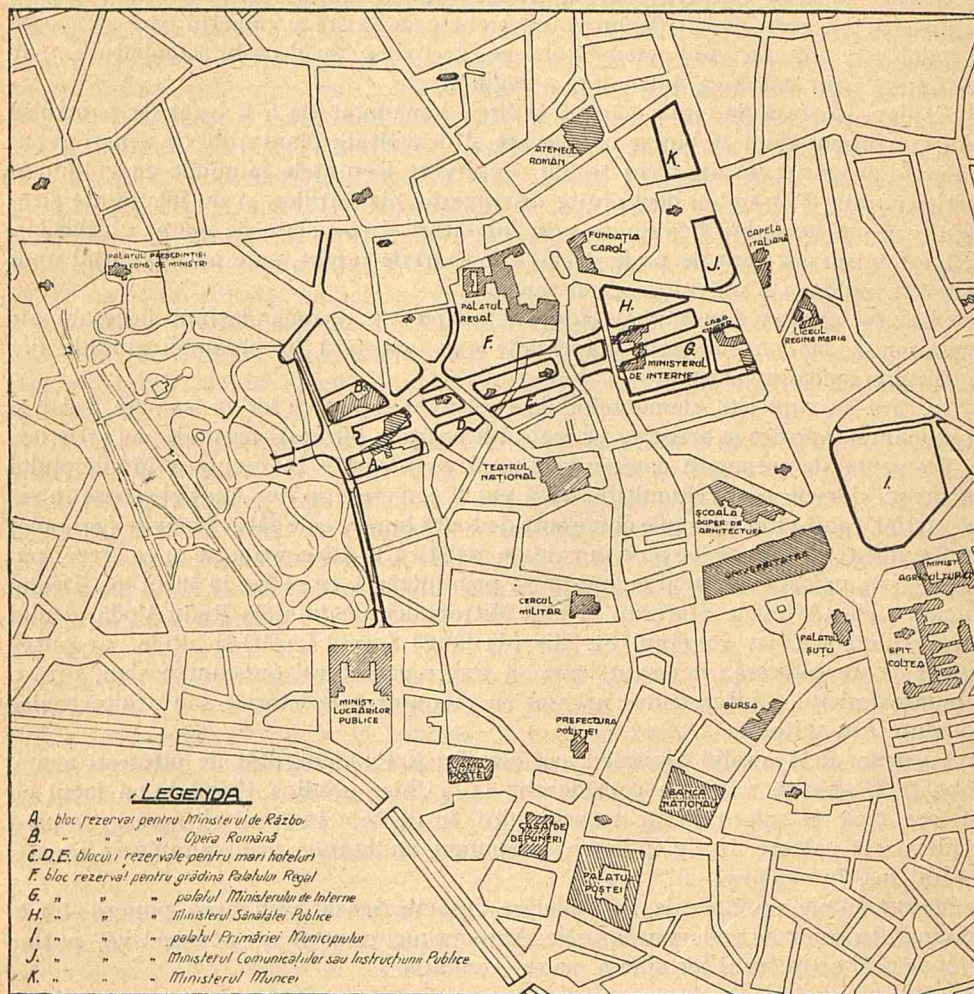 ATENEUL
ROMÂN
K.
FUNDAȚIA
CAROL
CAPELA
ITALIANĂ
J.
PALATUL PREȘEDINȚIEI
CONS. DE MINIȘTRI
PALATUL
REGAL
H.
F.
LICEUL
REGINA MARIA
G.
MINISTERUL
DE INTERNE
B.
E.
D.
A.
TEATRUL
NAȚIONAL
I.
ȘCOALA
SUPER. DE
ARHITECTURĂ
UNIVERSITATEA
MINIST.
AGRICULTUREI
CERCUL
MILITAR
PALATUL
ȘUȚU
SPIT.
COLȚEA
MINIST.
LUCRĂRILOR
PUBLICE
BURSA
PREFECTURA
POLIȚIEI
POȘTEI
BANCA
NAȚIONALĂ
CASA DE
DEPUNERI
PALATUL
POȘTEI
LEGENDA
A. bloc rezervat pentru Ministerul de Război
B. " " " Opera Română
C.D.E. blocuri rezervate pentru mari hoteluri
F. bloc rezervat pentru grădina Palatului Regal
G. " " " palatul Ministerului de Interne
H. " " " Ministerul Sănătăței Publice
I. " " " palatul Primăriei Municipiului
J. " " " Ministerul Comunicațiilor sau Instrucțiunii Publice
K. " " " Ministerul Muncei